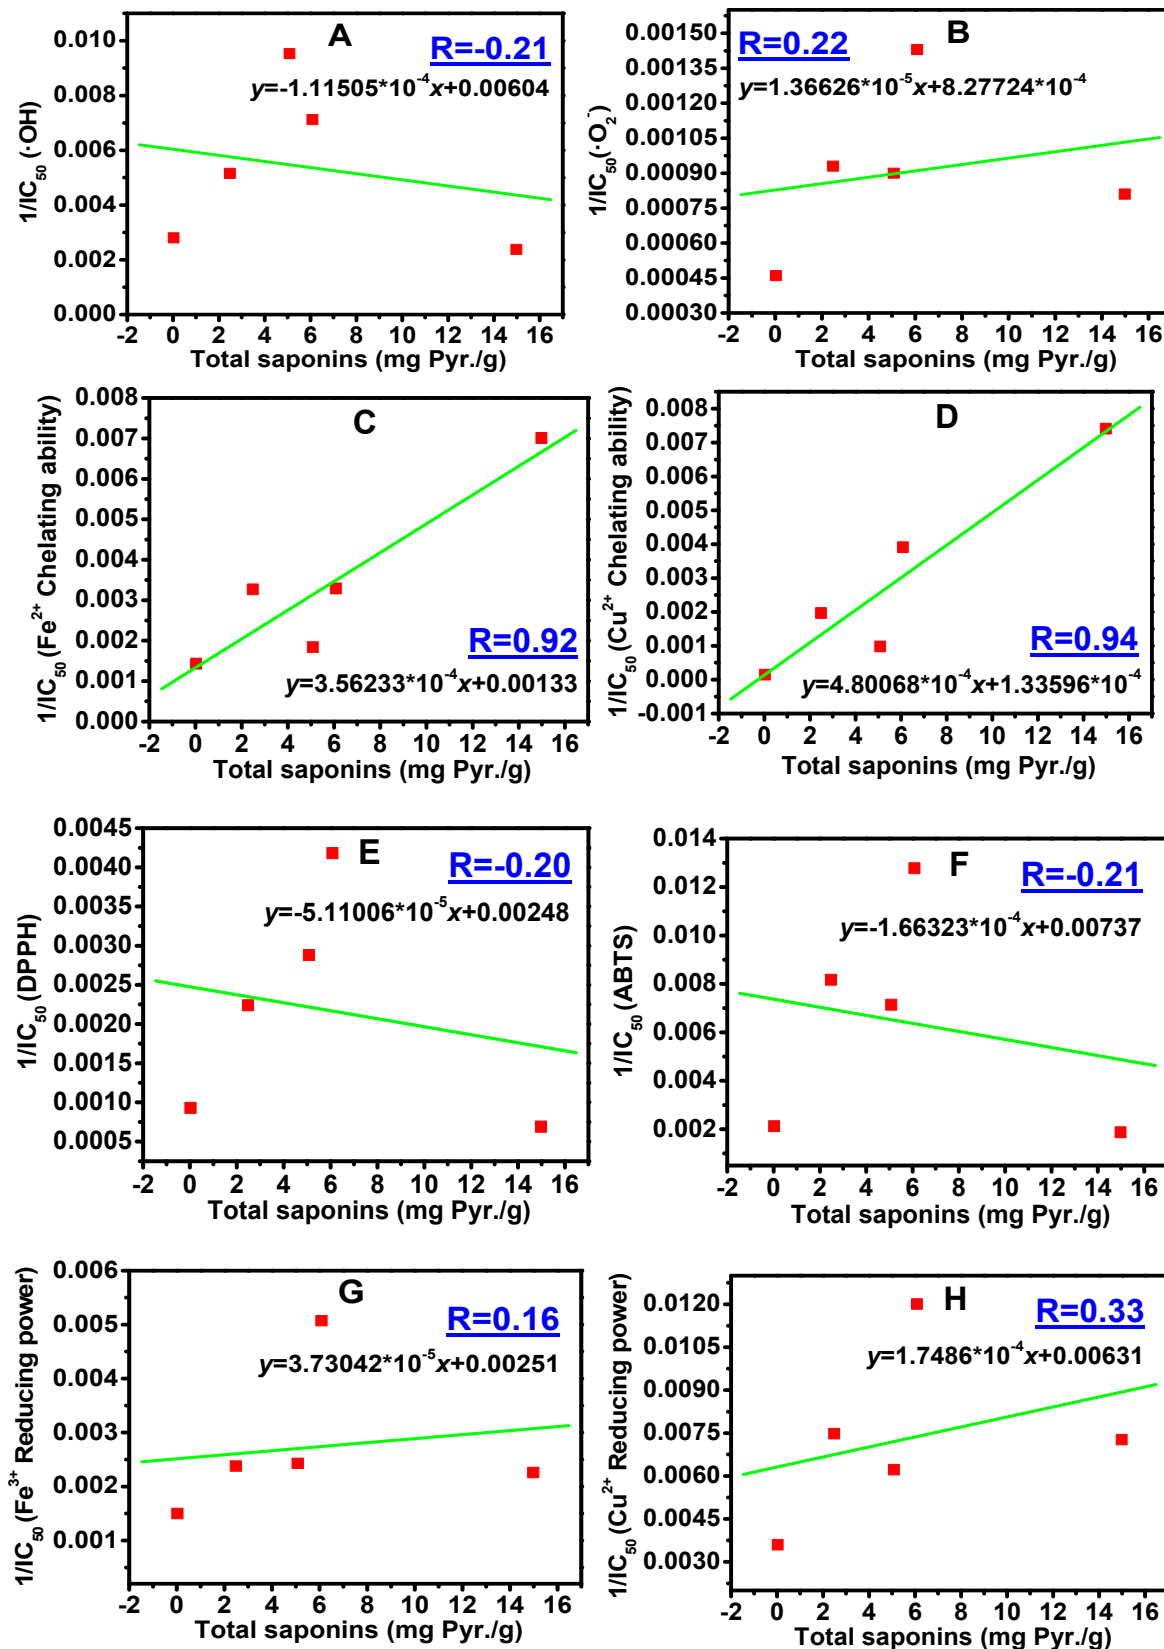 A
R=-0.21
y=-1.11505*10⁻⁴x+0.00604
1/IC₅₀ (·OH)
0.010
0.008
0.006
0.004
0.002
0.000
-2 0 2 4 6 8 10 12 14 16
Total saponins (mg Pyr./g)
B
R=0.22
y=1.36626*10⁻⁵x+8.27724*10⁻⁴
1/IC₅₀ (·O₂⁻)
0.00150
0.00135
0.00120
0.00105
0.00090
0.00075
0.00060
0.00045
0.00030
-2 0 2 4 6 8 10 12 14 16
Total saponins (mg Pyr./g)
C
R=0.92
y=3.56233*10⁻⁴x+0.00133
1/IC₅₀ (Fe²⁺ Chelating ability)
0.008
0.007
0.006
0.005
0.004
0.003
0.002
0.001
0.000
-2 0 2 4 6 8 10 12 14 16
Total saponins (mg Pyr./g)
D
R=0.94
y=4.80068*10⁻⁴x+1.33596*10⁻⁴
1/IC₅₀ (Cu²⁺ Chelating ability)
0.008
0.007
0.006
0.005
0.004
0.003
0.002
0.001
0.000
-0.001
-2 0 2 4 6 8 10 12 14 16
Total saponins (mg Pyr./g)
E
R=-0.20
y=-5.11006*10⁻⁵x+0.00248
1/IC₅₀ (DPPH)
0.0045
0.0040
0.0035
0.0030
0.0025
0.0020
0.0015
0.0010
0.0005
-2 0 2 4 6 8 10 12 14 16
Total saponins (mg Pyr./g)
F
R=-0.21
y=-1.66323*10⁻⁴x+0.00737
1/IC₅₀ (ABTS)
0.014
0.012
0.010
0.008
0.006
0.004
0.002
-2 0 2 4 6 8 10 12 14 16
Total saponins (mg Pyr./g)
G
R=0.16
y=3.73042*10⁻⁵x+0.00251
1/IC₅₀ (Fe³⁺ Reducing power)
0.006
0.005
0.004
0.003
0.002
0.001
-2 0 2 4 6 8 10 12 14 16
Total saponins (mg Pyr./g)
H
R=0.33
y=1.7486*10⁻⁴x+0.00631
1/IC₅₀ (Cu²⁺ Reducing power)
0.0120
0.0105
0.0090
0.0075
0.0060
0.0045
0.0030
-2 0 2 4 6 8 10 12 14 16
Total saponins (mg Pyr./g)